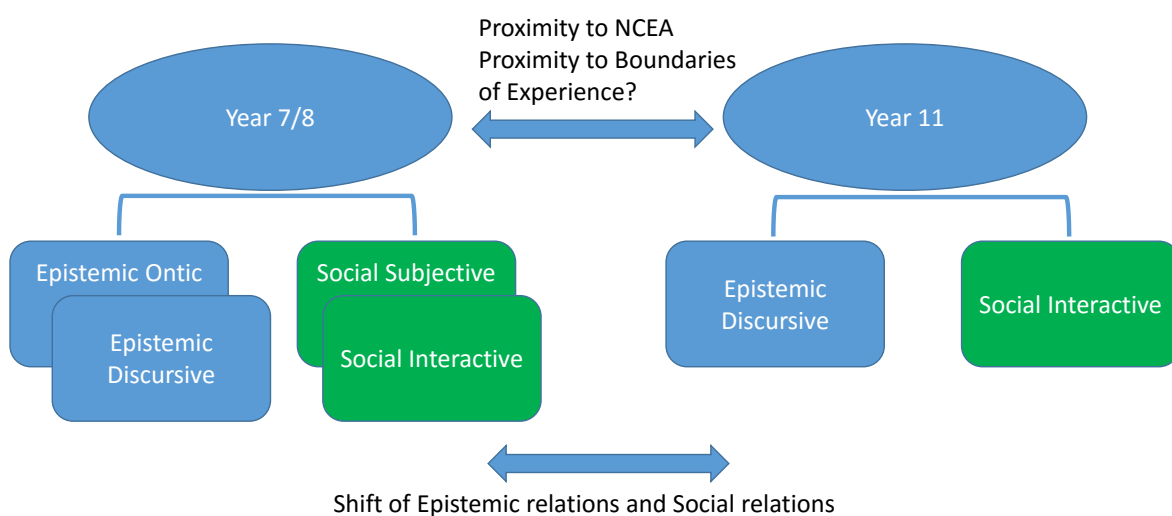 Proximity to NCEA
Proximity to Boundaries
of Experience?
Year 7/8
Year 11
Epistemic Ontic
Epistemic
Discursive
Social Subjective
Social Interactive
Epistemic
Discursive
Social Interactive
Shift of Epistemic relations and Social relations